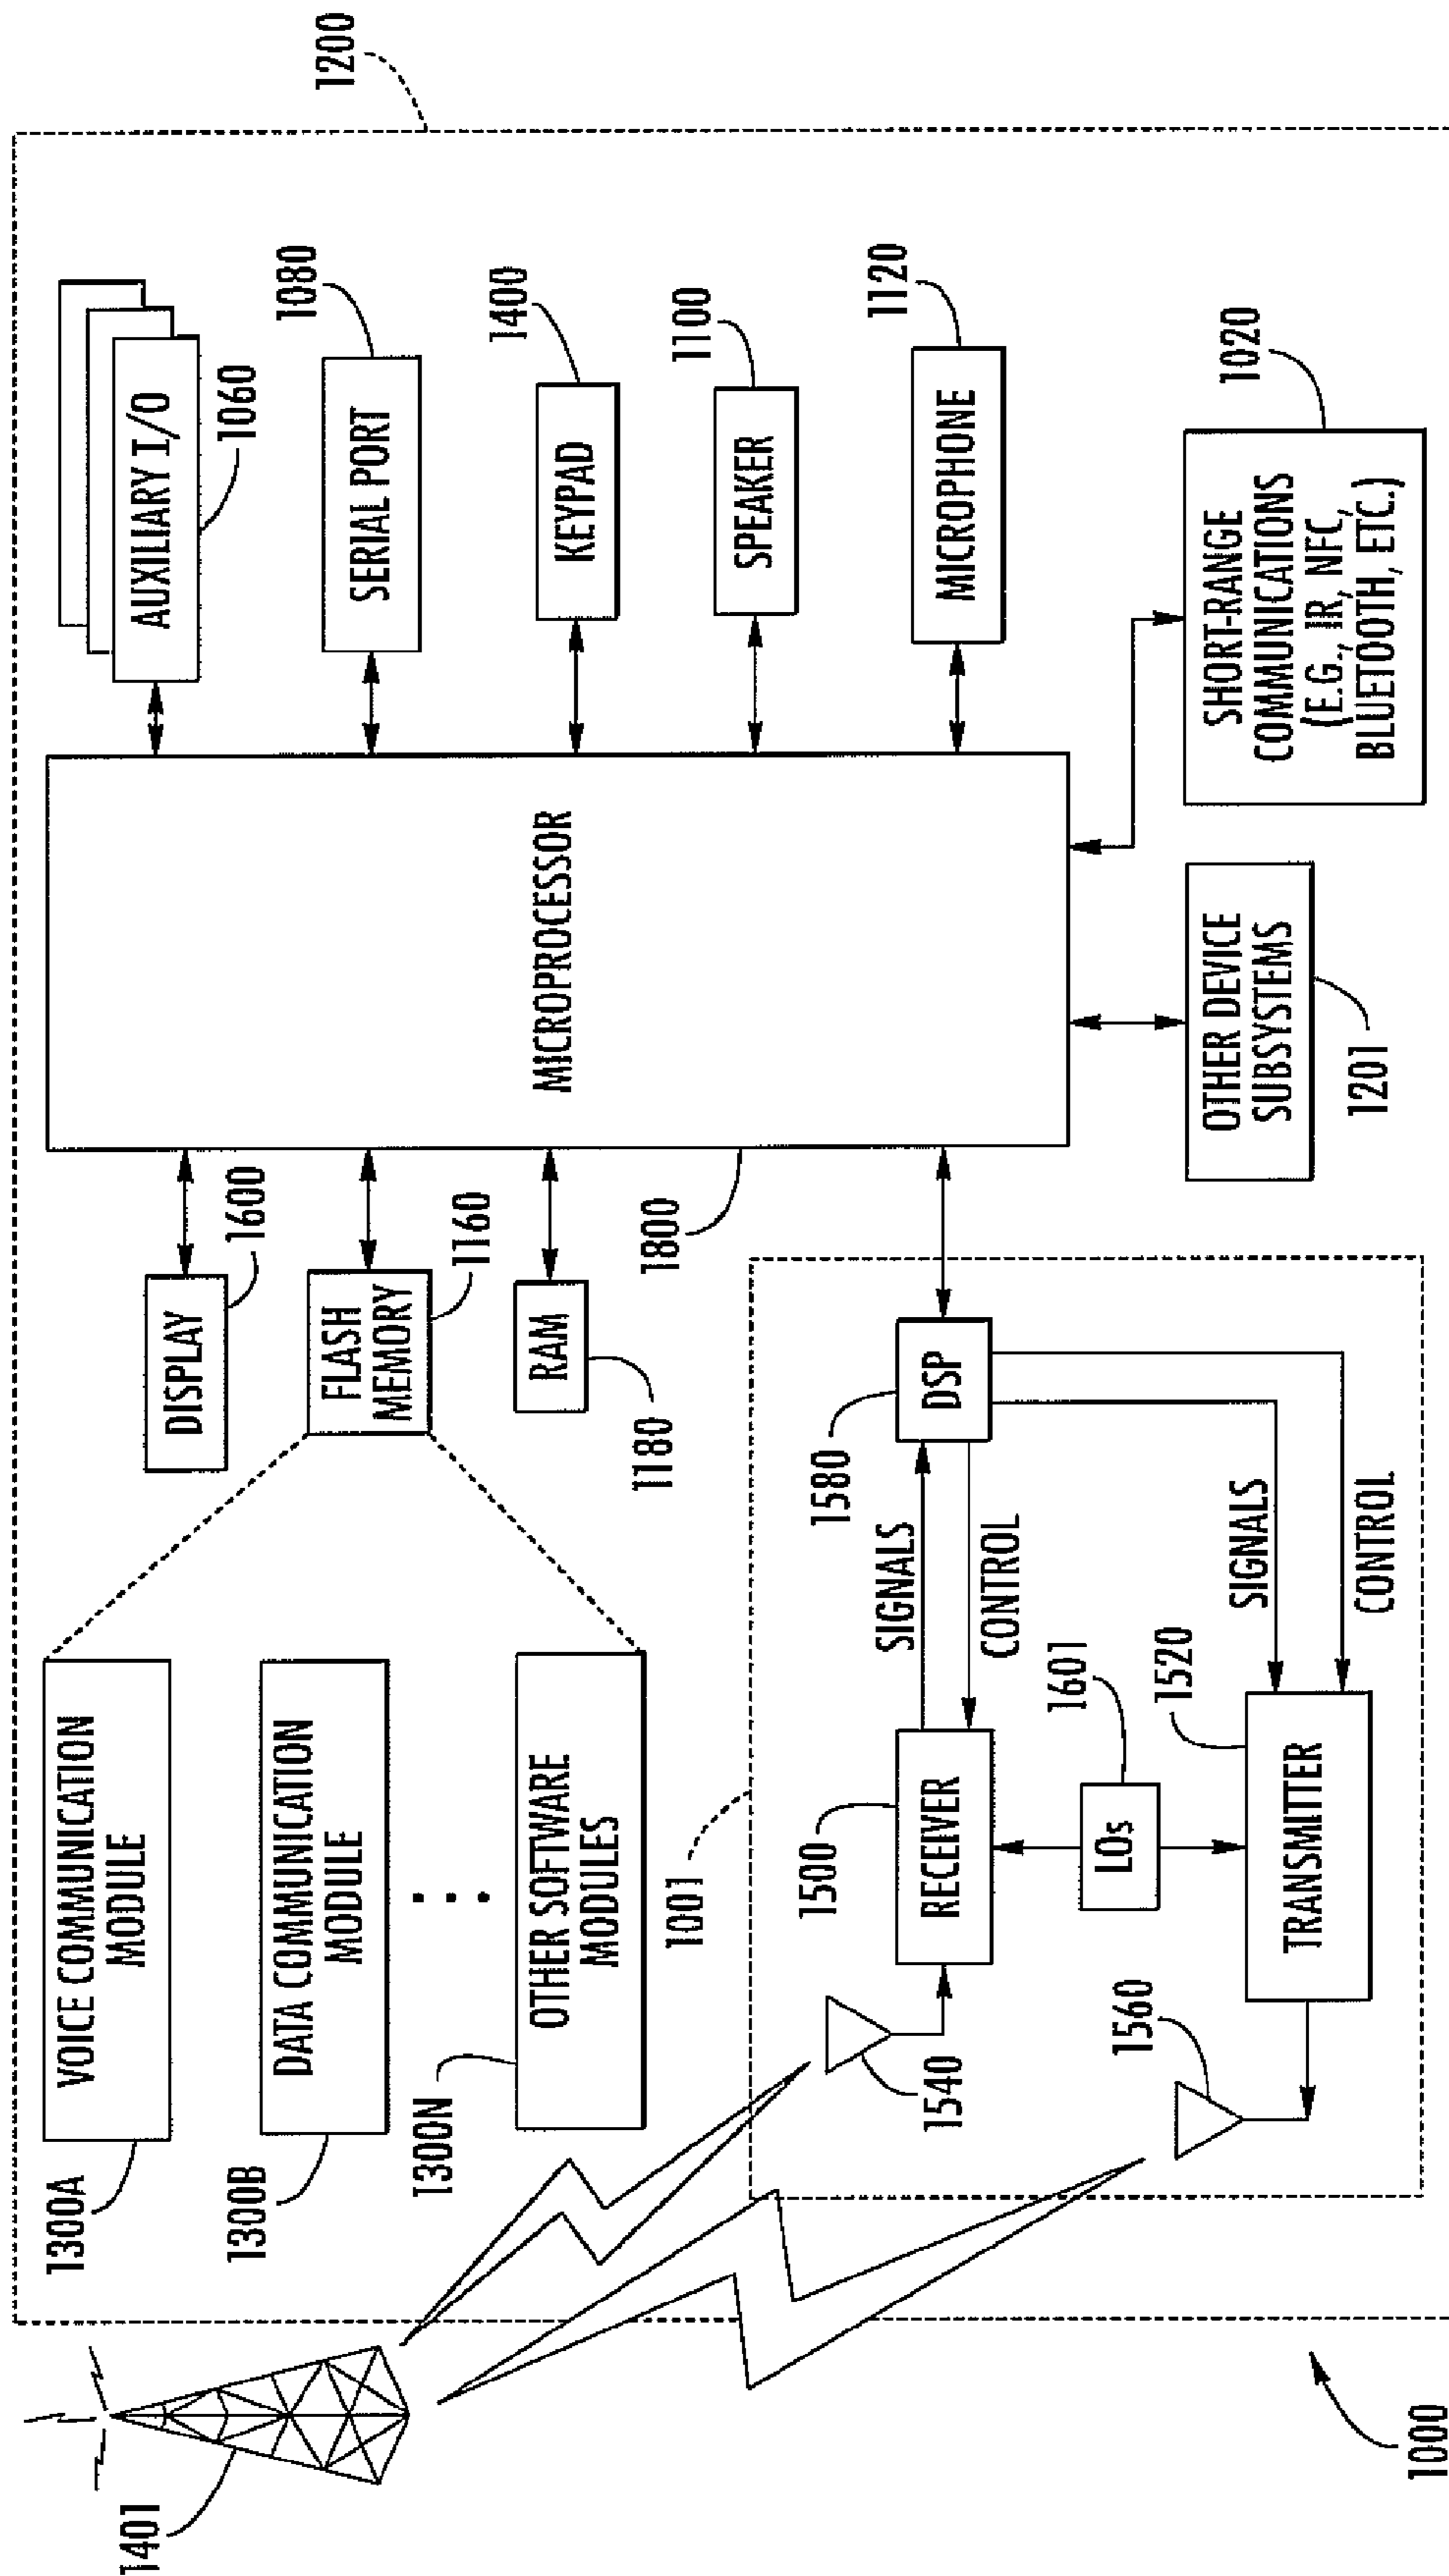 1200
AUXILIARY I/O
1060
SERIAL PORT
1080
KEYPAD
1400
SPEAKER
1100
MICROPHONE
1120
SHORT-RANGE
COMMUNICATIONS
(E.G., IR, NFC,
BLUETOOTH, ETC.)
1020
MICROPROCESSOR
1800
OTHER DEVICE
SUBSYSTEMS
1201
DISPLAY
1600
FLASH
MEMORY
1160
RAM
1180
VOICE COMMUNICATION
MODULE
1300A
DATA COMMUNICATION
MODULE
1300B
OTHER SOFTWARE
MODULES
1300N
1001
DSP
1580
SIGNALS
CONTROL
RECEIVER
1500
LOs
1601
SIGNALS
CONTROL
TRANSMITTER
1520
1540
1560
1401
1000